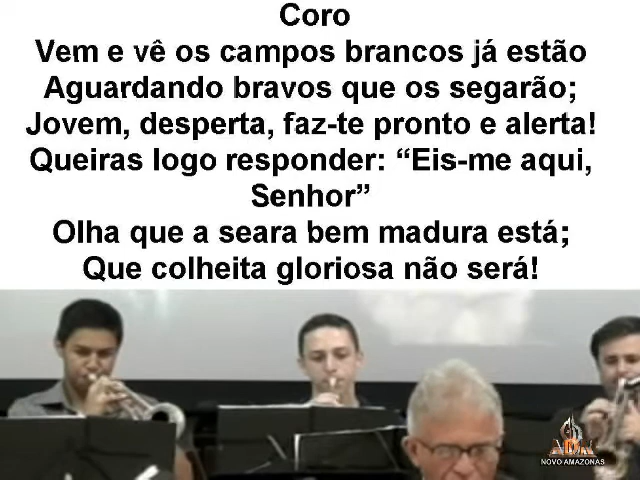 Coro
Vem e vê os campos brancos já estão
Aguardando bravos que os segarão;
Jovem, desperta, faz-te pronto e alerta!
Queiras logo responder: “Eis-me aqui,
Senhor”
Olha que a seara bem madura está;
Que colheita gloriosa não será!
NOVO AMAZONAS